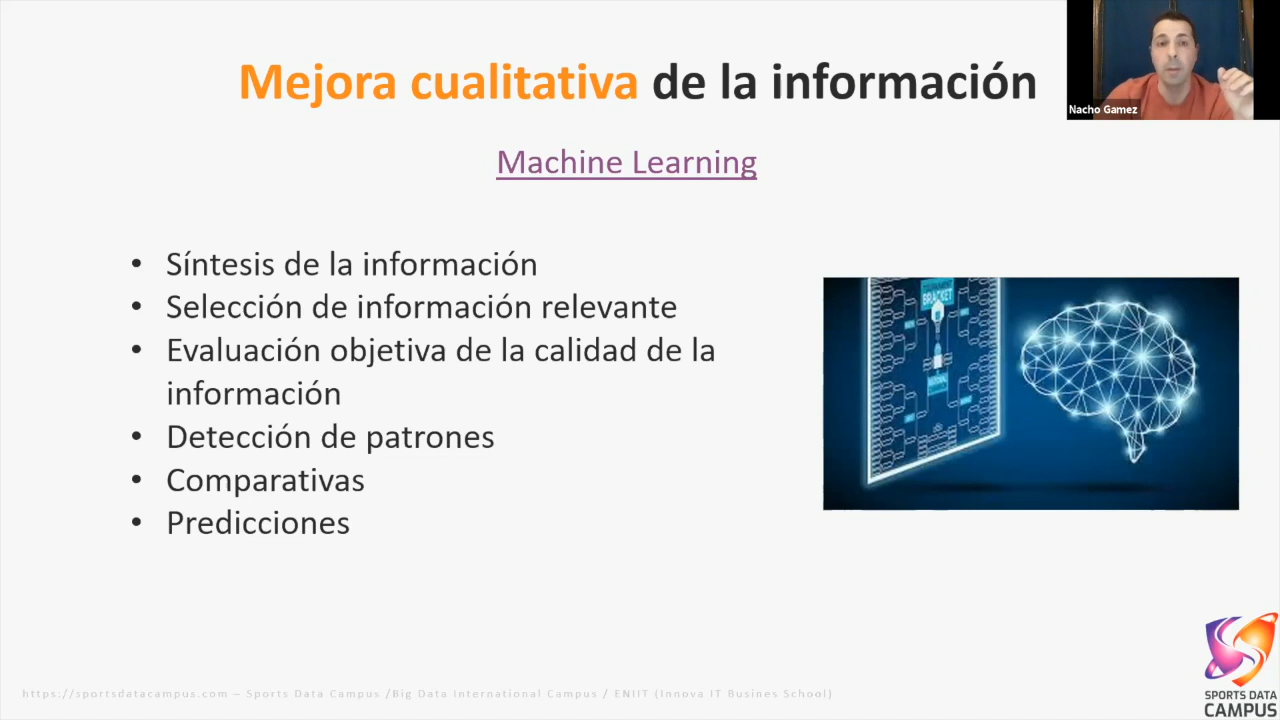 Mejora cualitativa de la información
Nacho Gamez
Machine Learning
• Síntesis de la información
• Selección de información relevante
• Evaluación objetiva de la calidad de la
información
• Detección de patrones
• Comparativas
• Predicciones
BRACKET
https://sportsdatacampus.com – Sports Data Campus /Big Data International Campus / ENIIT (Innova IT Busines School)
SPORTS DATA
CAMPUS